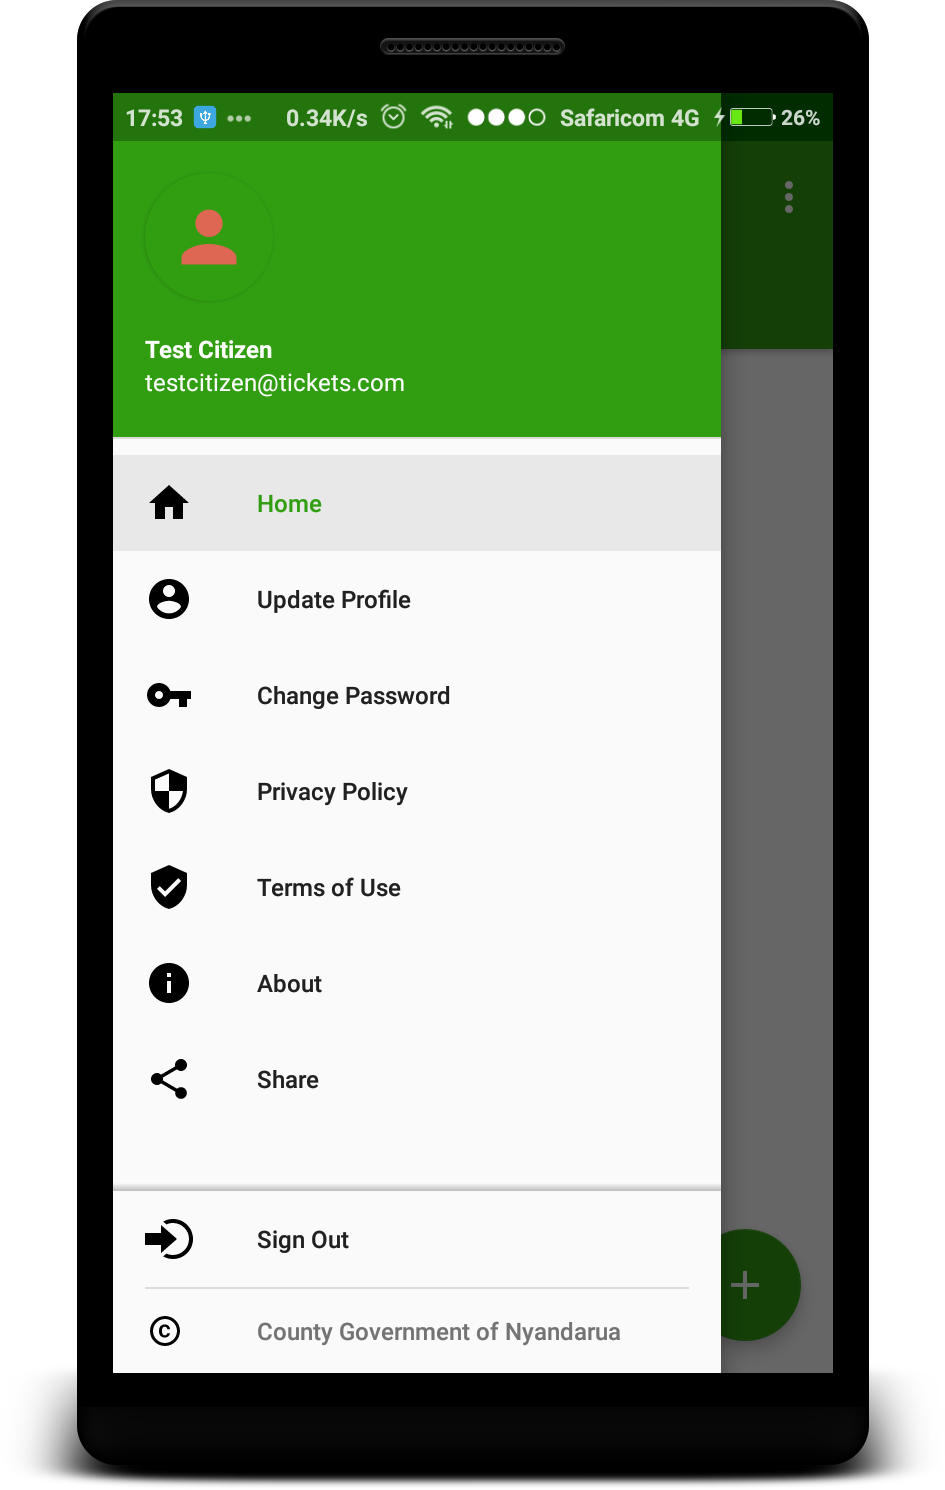 17:53 ••• 0.34K/s Safaricom 4G 26%
Test Citizen
testcitizen@tickets.com
Home
Update Profile
Change Password
Privacy Policy
Terms of Use
About
Share
Sign Out
© County Government of Nyandarua